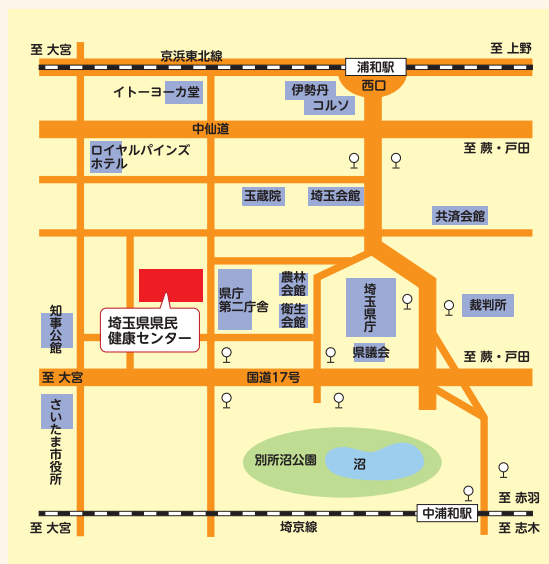 至 大宮
京浜東北線
浦和駅
至 上野
西口
イトーヨーカ堂
伊勢丹
コルソ
中仙道
ロイヤルパインズ
ホテル
至 蕨・戸田
玉蔵院
埼玉会館
共済会館
県庁
第二庁舎
農林
会館
衛生
会館
埼玉県庁
裁判所
知事公館
埼玉県県民
健康センター
県議会
至 蕨・戸田
至 大宮
国道17号
さいたま市役所
別所沼公園
沼
至 赤羽
中浦和駅
至 大宮
埼京線
至 志木